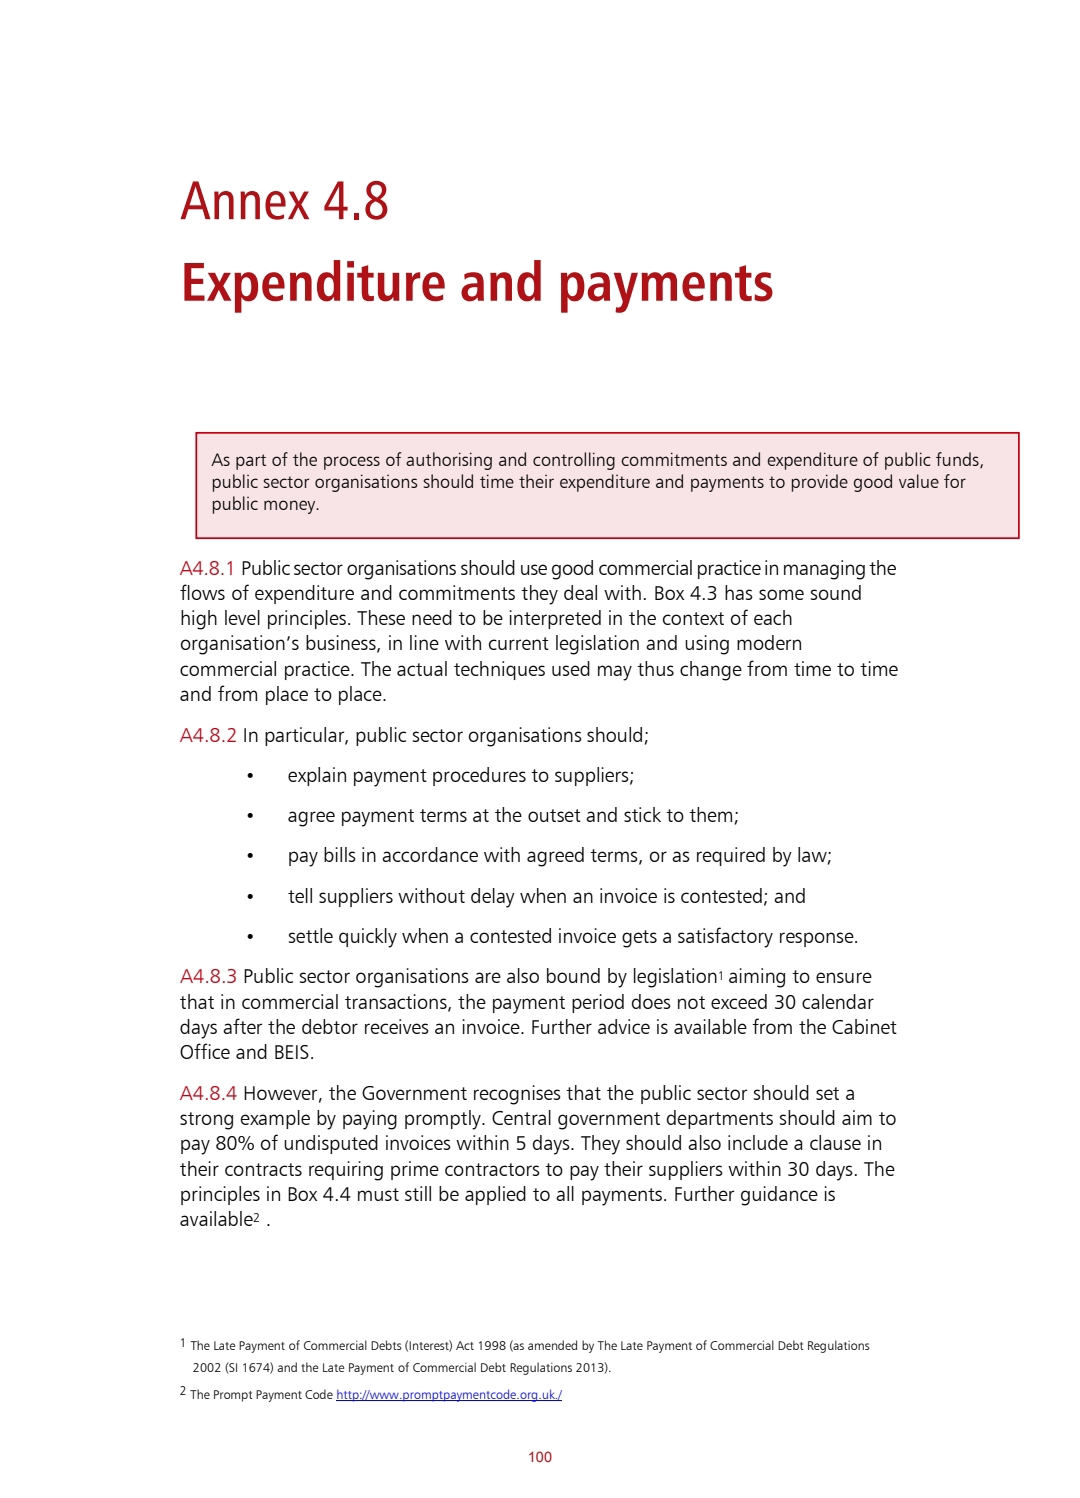 Annex 4.8
Expenditure and payments
As part of the process of authorising and controlling commitments and expenditure of public funds,
public sector organisations should time their expenditure and payments to provide good value for
public money.
A4.8.1 Public sector organisations should use good commercial practice in managing the
flows of expenditure and commitments they deal with. Box 4.3 has some sound
high level principles. These need to be interpreted in the context of each
organisation’s business, in line with current legislation and using modern
commercial practice. The actual techniques used may thus change from time to time
and from place to place.
A4.8.2 In particular, public sector organisations should;
• explain payment procedures to suppliers;
• agree payment terms at the outset and stick to them;
• pay bills in accordance with agreed terms, or as required by law;
• tell suppliers without delay when an invoice is contested; and
• settle quickly when a contested invoice gets a satisfactory response.
A4.8.3 Public sector organisations are also bound by legislation1 aiming to ensure
that in commercial transactions, the payment period does not exceed 30 calendar
days after the debtor receives an invoice. Further advice is available from the Cabinet
Office and BEIS.
A4.8.4 However, the Government recognises that the public sector should set a
strong example by paying promptly. Central government departments should aim to
pay 80% of undisputed invoices within 5 days. They should also include a clause in
their contracts requiring prime contractors to pay their suppliers within 30 days. The
principles in Box 4.4 must still be applied to all payments. Further guidance is
available2 .
1 The Late Payment of Commercial Debts (Interest) Act 1998 (as amended by The Late Payment of Commercial Debt Regulations
2002 (SI 1674) and the Late Payment of Commercial Debt Regulations 2013).
2 The Prompt Payment Code http://www.promptpaymentcode.org.uk./
100